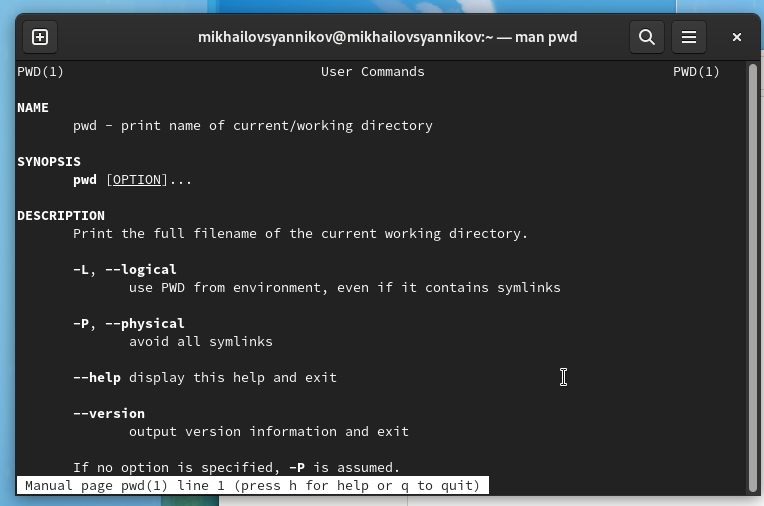 mikhailovsyannikov@mikhailovsyannikov:~ — man pwd
PWD(1) User Commands PWD(1)
NAME
pwd - print name of current/working directory
SYNOPSIS
pwd [OPTION]...
DESCRIPTION
Print the full filename of the current working directory.
-L, --logical
use PWD from environment, even if it contains symlinks
-P, --physical
avoid all symlinks
--help display this help and exit
--version
output version information and exit
If no option is specified, -P is assumed.
Manual page pwd(1) line 1 (press h for help or q to quit)